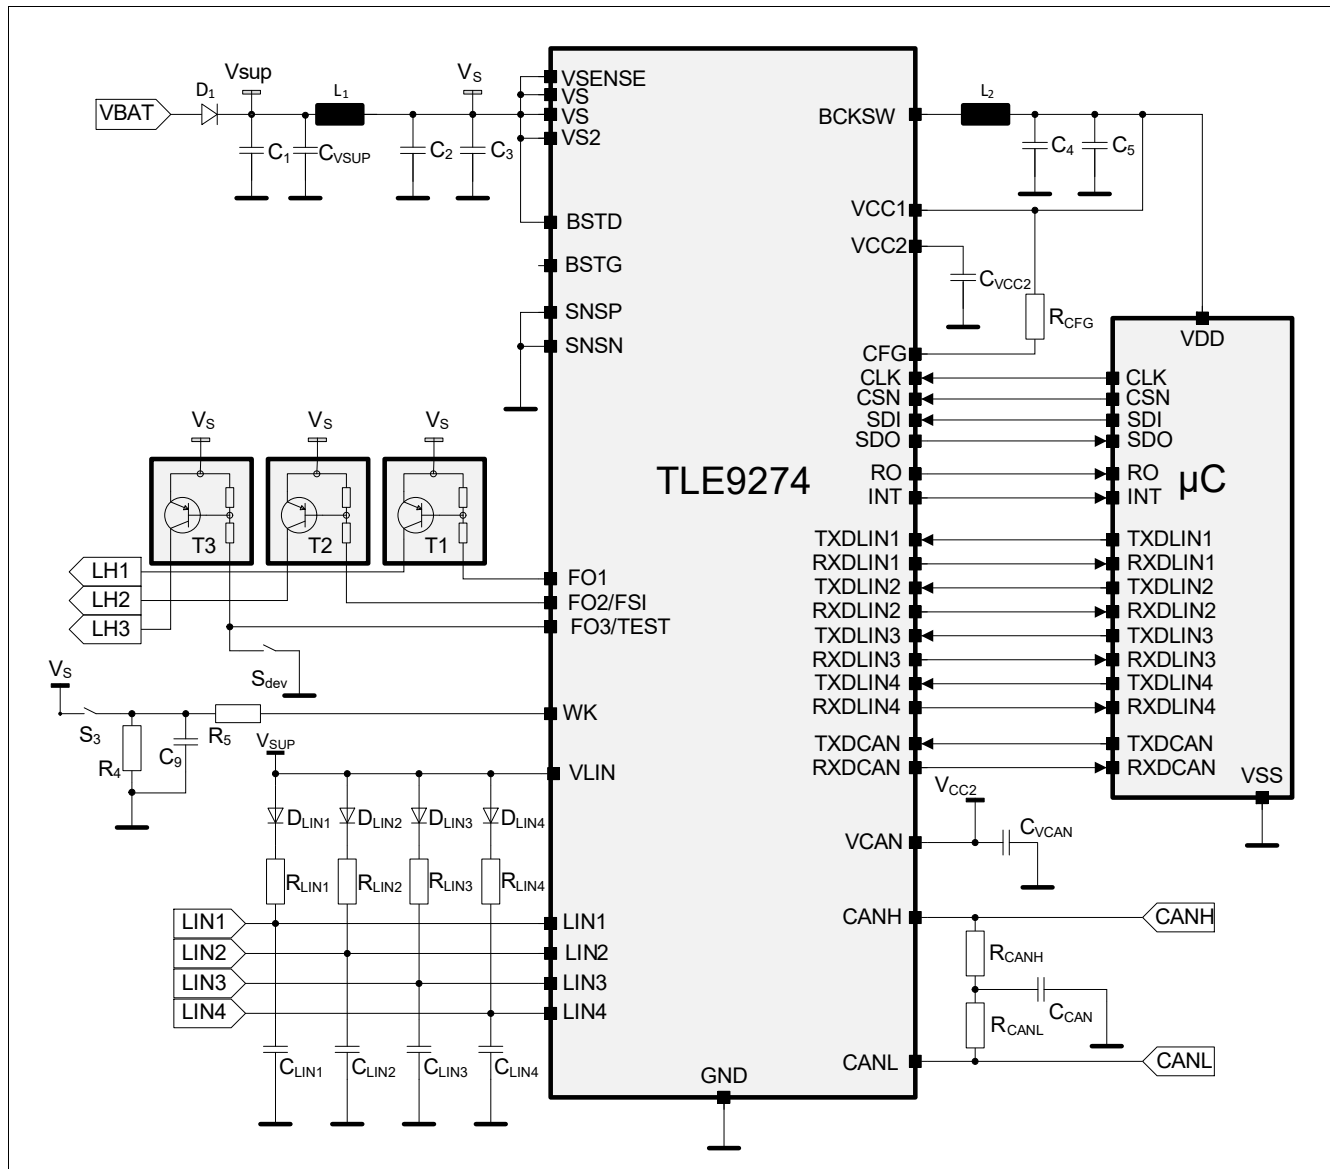 Vsup
VS
D1
L1
VBAT
C1
CVSUP
C2
C3
VSENSE
VS
VS
VS2
BSTD
BSTG
SNSP
SNSN
BCKSW
L2
C4
C5
VCC1
VCC2
CVCC2
RCFG
CFG
CLK
CSN
SDI
SDO
RO
INT
TXDLIN1
RXDLIN1
TXDLIN2
RXDLIN2
TXDLIN3
RXDLIN3
TXDLIN4
RXDLIN4
TXDCAN
RXDCAN
TLE9274
VDD
CLK
CSN
SDI
SDO
RO
INT
µC
TXDLIN1
RXDLIN1
TXDLIN2
RXDLIN2
TXDLIN3
RXDLIN3
TXDLIN4
RXDLIN4
TXDCAN
RXDCAN
VSS
VS
VS
VS
T3
T2
T1
LH1
LH2
LH3
FO1
FO2/FSI
FO3/TEST
Sdev
VS
S3
R4
C9
R5
WK
VSUP
VLIN
DLIN1
DLIN2
DLIN3
DLIN4
RLIN1
RLIN2
RLIN3
RLIN4
LIN1
LIN2
LIN3
LIN4
LIN1
LIN2
LIN3
LIN4
CLIN1
CLIN2
CLIN3
CLIN4
GND
VCC2
VCAN
CVCAN
CANH
CANH
RCANH
CCAN
RCANL
CANL
CANL